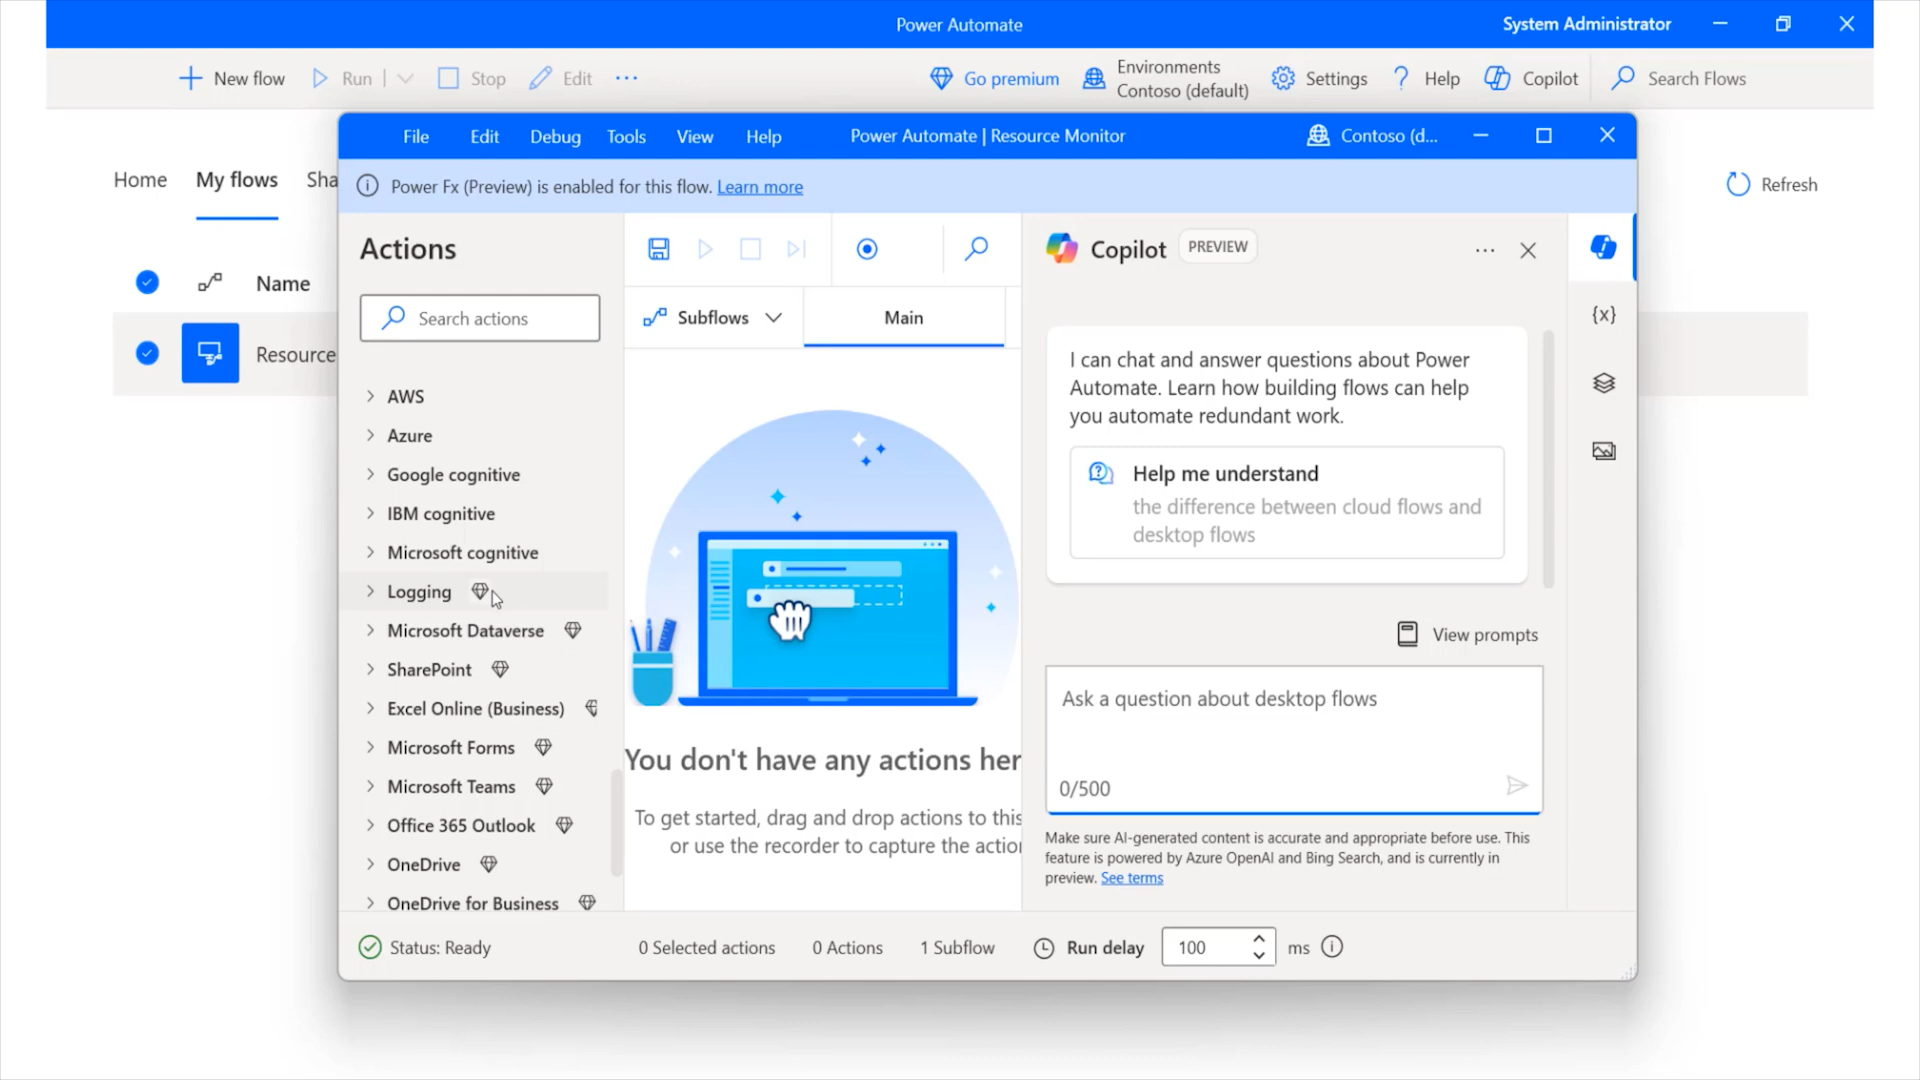 Power Automate
System Administrator
New flow
Run
Stop
Edit
Go premium
Environments
Contoso (default)
Settings
Help
Copilot
Search Flows
Home
My flows
Sha
Refresh
Name
Resource
File
Edit
Debug
Tools
View
Help
Power Automate | Resource Monitor
Contoso (d...
Power Fx (Preview) is enabled for this flow. Learn more
Actions
Search actions
AWS
Azure
Google cognitive
IBM cognitive
Microsoft cognitive
Logging
Microsoft Dataverse
SharePoint
Excel Online (Business)
Microsoft Forms
Microsoft Teams
Office 365 Outlook
OneDrive
OneDrive for Business
Subflows
Main
You don't have any actions her
To get started, drag and drop actions to this
or use the recorder to capture the action
Copilot
PREVIEW
{x}
I can chat and answer questions about Power
Automate. Learn how building flows can help
you automate redundant work.
Help me understand
the difference between cloud flows and
desktop flows
View prompts
Ask a question about desktop flows
0/500
Make sure AI-generated content is accurate and appropriate before use. This
feature is powered by Azure OpenAI and Bing Search, and is currently in
preview. See terms
Status: Ready
0 Selected actions
0 Actions
1 Subflow
Run delay
100
ms